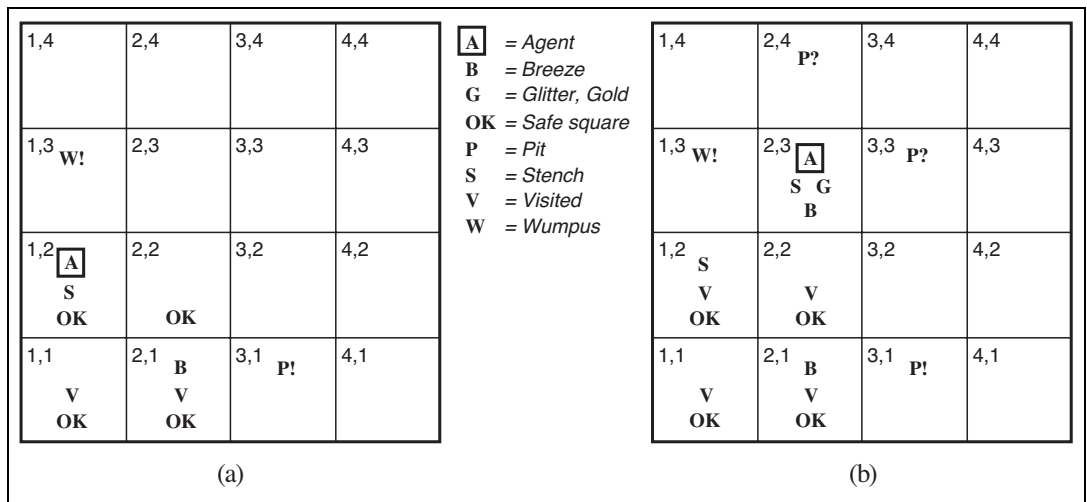 1,4 2,4 3,4 4,4
1,3 W! 2,3 3,3 4,3
1,2 A 2,2 3,2 4,2
S
OK OK
1,1 2,1 B 3,1 P! 4,1
V V
OK OK
(a)
A = Agent
B = Breeze
G = Glitter, Gold
OK = Safe square
P = Pit
S = Stench
V = Visited
W = Wumpus
1,4 2,4 P? 3,4 4,4
1,3 W! 2,3 A 3,3 P? 4,3
S G
B
1,2 S 2,2 3,2 4,2
V V
OK OK
1,1 2,1 B 3,1 P! 4,1
V V
OK OK
(b)